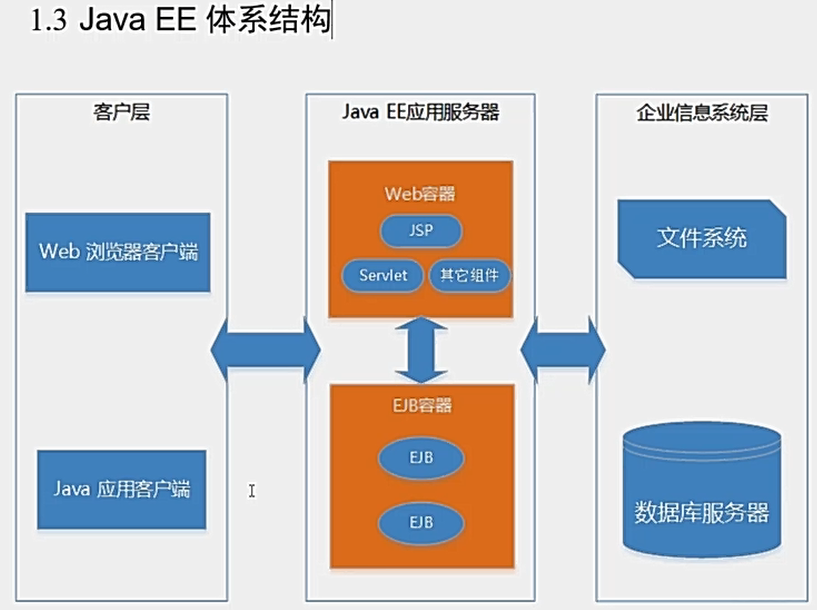 1.3 Java EE 体系结构
客户层
Web 浏览器客户端
Java 应用客户端
Java EE应用服务器
Web容器
JSP
Servlet
其它组件
EJB容器
EJB
EJB
企业信息系统层
文件系统
数据库服务器